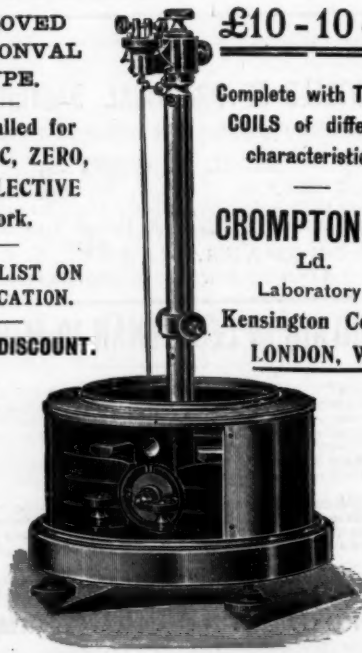 OVED
ONVAL
YPE,
alled for
C, ZERO,
LECTIVE
ork.
LIST ON
CATION.
DISCOUNT.
£10 - 10
Complete with T
COILS of diffe
characteristic
CROMPTON
Ld.
Laboratory
Kensington Co
LONDON, W